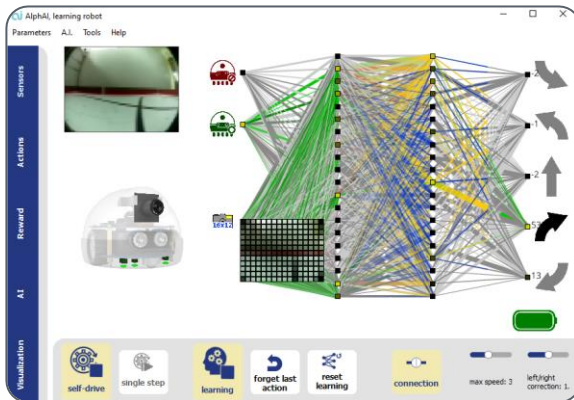 AlphAI, learning robot
Parameters A.I. Tools Help
Sensors
Actions
Reward
AI
Visualization
16x12
-2
-1
-2
13
self-drive
single step
learning
forget last
action
reset
learning
connection
max speed: 3
left/right
correction: 1.